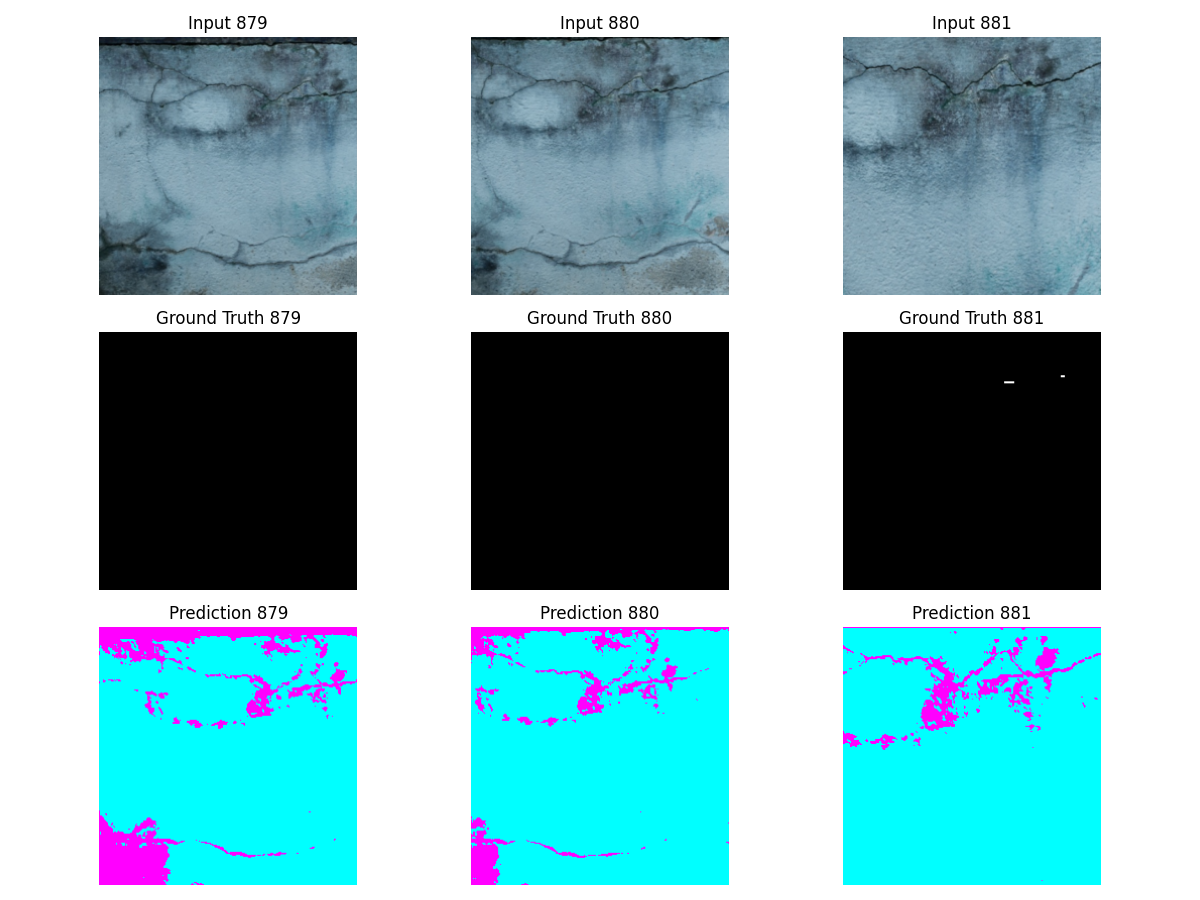 Input 879
Input 880
Input 881
Ground Truth 879
Ground Truth 880
Ground Truth 881
Prediction 879
Prediction 880
Prediction 881